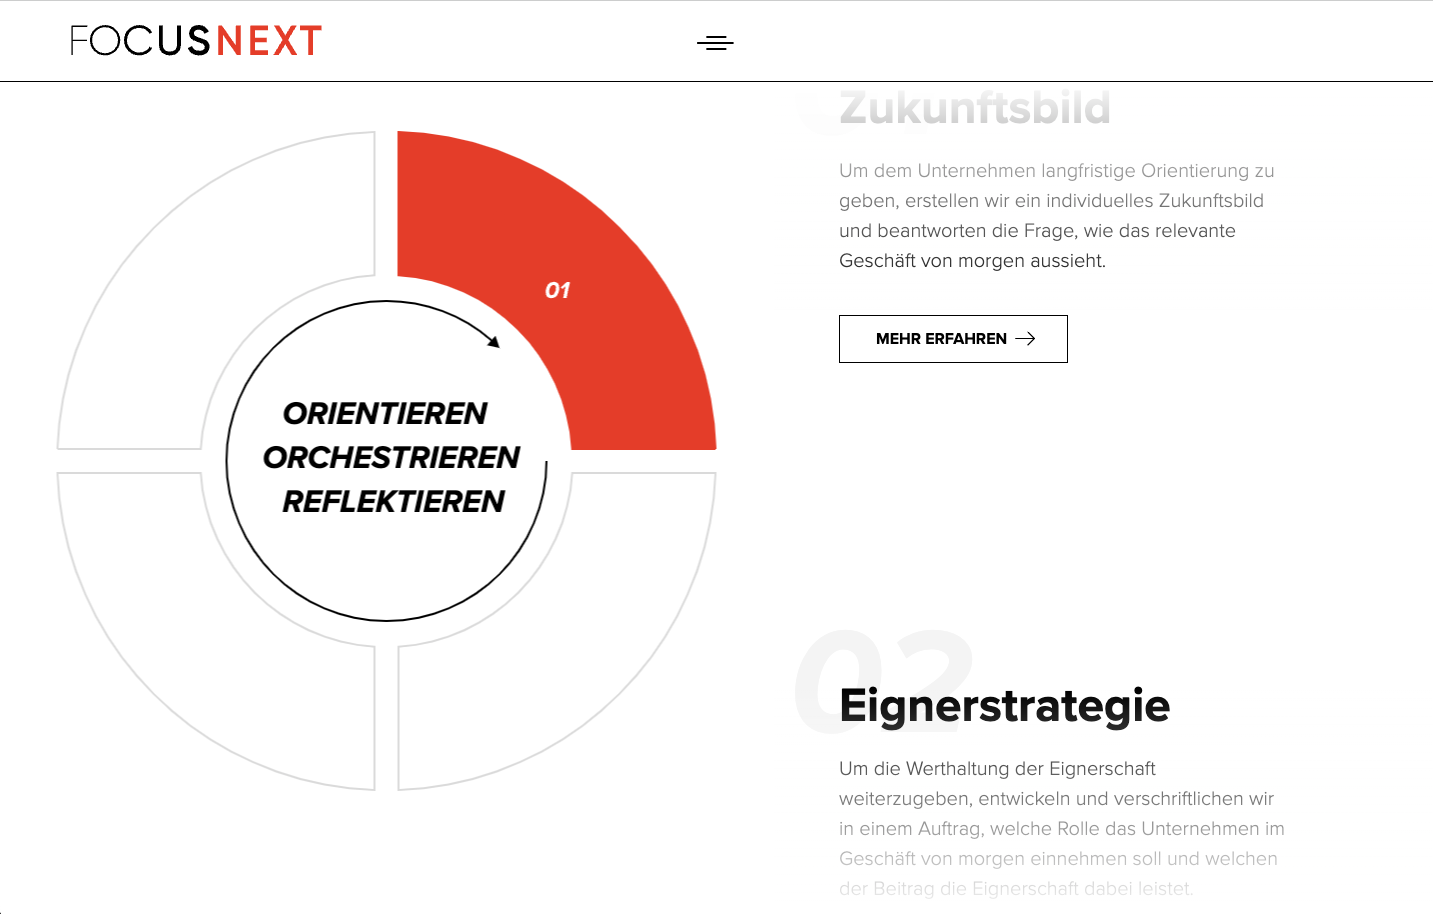 FOCUSNEXT
01
ORIENTIEREN
ORCHESTRIEREN
REFLEKTIEREN
Zukunftsbild
Um dem Unternehmen langfristige Orientierung zu
geben, erstellen wir ein individuelles Zukunftsbild
und beantworten die Frage, wie das relevante
Geschäft von morgen aussieht.
MEHR ERFAHREN
02
Eignerstrategie
Um die Werthaltung der Eignerschaft
weiterzugeben, entwickeln und verschriftlichen wir
in einem Auftrag, welche Rolle das Unternehmen im
Geschäft von morgen einnehmen soll und welchen
der Beitrag die Eignerschaft dabei leistet.